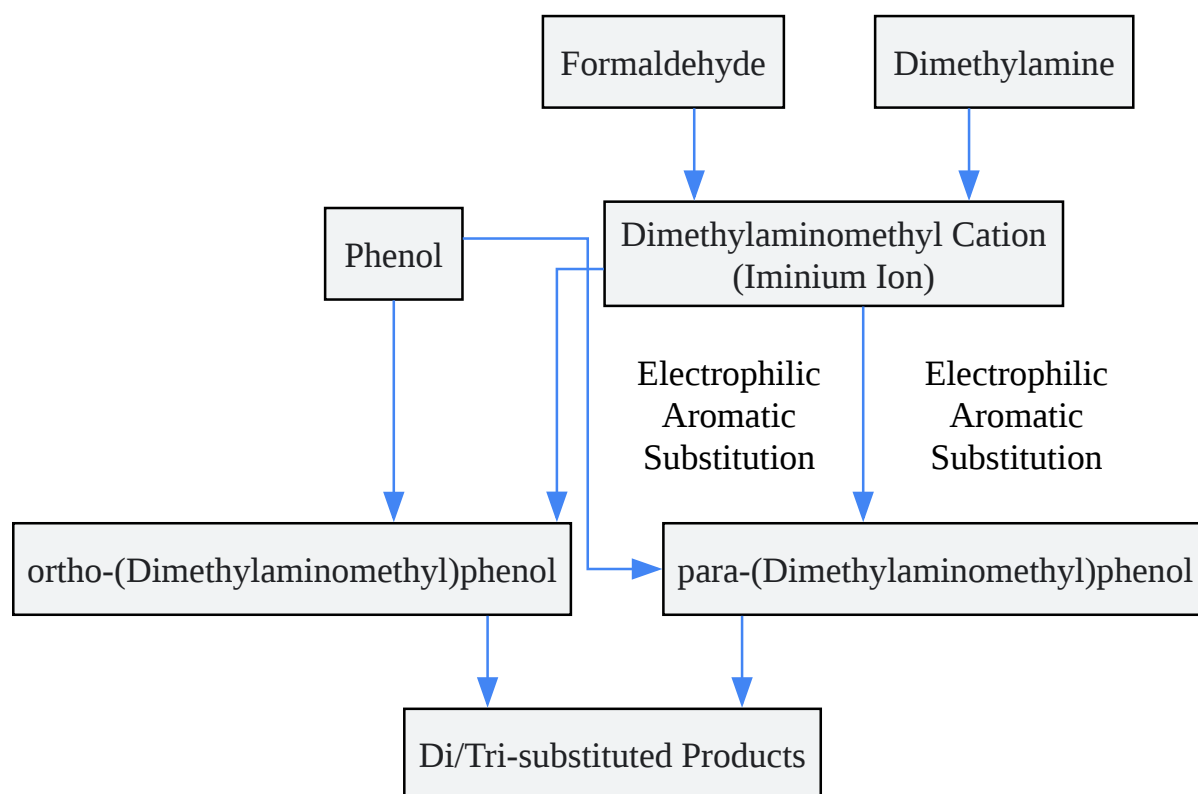 Formaldehyde
Dimethylamine
Phenol
Dimethylaminomethyl Cation
(Iminium Ion)
Electrophilic
Aromatic
Substitution
Electrophilic
Aromatic
Substitution
ortho-(Dimethylaminomethyl)phenol
para-(Dimethylaminomethyl)phenol
Di/Tri-substituted Products